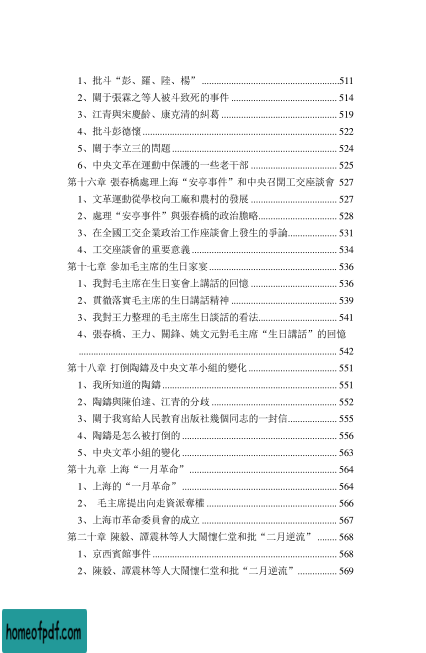 1、批斗“彭、羅、陸、楊” ........................................................511
2、關于張霖之等人被斗致死的事件 ........................................... 514
3、江青與宋慶齡、康克清的糾葛 ............................................... 519
4、批斗彭德懷 ............................................................................... 522
5、關于李立三的問題 ................................................................... 524
6、中央文革在運動中保護的一些老干部 ................................... 525
第十六章 張春橋處理上海“安亭事件”和中央召開工交座談會 527
1、文革運動從學校向工廠和農村的發展 ................................... 527
2、處理“安亭事件”與張春橋的政治膽略................................ 528
3、在全國工交企業政治工作座談會上發生的爭論.................... 531
4、工交座談會的重要意義 ........................................................... 534
第十七章 參加毛主席的生日家宴 .................................................... 536
1、我對毛主席在生日宴會上講話的回憶 ................................... 536
2、貫徹落實毛主席的生日講話精神 ........................................... 539
3、我對王力整理的毛主席生日談話的看法................................ 541
4、張春橋、王力、關鋒、姚文元對毛主席“生日講話”的回憶
......................................................................................................... 542
第十八章 打倒陶鑄及中央文革小組的變化 .................................... 551
1、我所知道的陶鑄 ....................................................................... 551
2、陶鑄與陳伯達、江青的分歧 ................................................... 552
3、關于我寫給人民教育出版社幾個同志的一封信.................... 555
4、陶鑄是怎么被打倒的 ............................................................... 556
5、中央文革小組的變化 ............................................................... 563
第十九章 上海“一月革命” ............................................................ 564
1、上海的“一月革命” ............................................................... 564
2、 毛主席提出向走資派奪權 ..................................................... 566
3、上海市革命委員會的成立 ....................................................... 567
第二十章 陳毅、譚震林等人大鬧懷仁堂和批“二月逆流” ........ 568
1、京西賓館事件 ........................................................................... 568
2、陳毅、譚震林等人大鬧懷仁堂和批“二月逆流”................ 569
homeofpdf.com